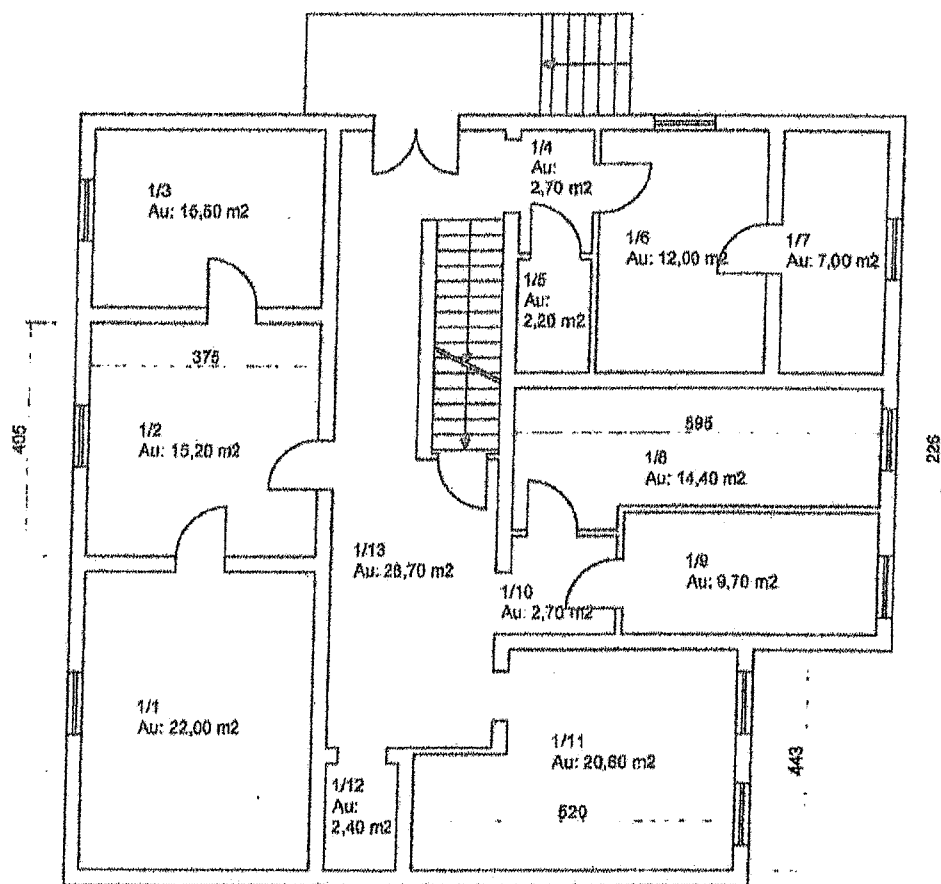 1/4
Au:
2,70 m2
1/3
Au: 15,50 m2
1/6
Au: 12,00 m2
1/7
Au: 7,00 m2
1/5
Au:
2,20 m2
375
405
1/2
Au: 15,20 m2
595
226
1/8
Au: 14,40 m2
1/13
Au: 28,70 m2
1/9
Au: 9,70 m2
1/10
Au: 2,70 m2
1/1
Au: 22,00 m2
1/11
Au: 20,60 m2
443
1/12
Au:
2,40 m2
520